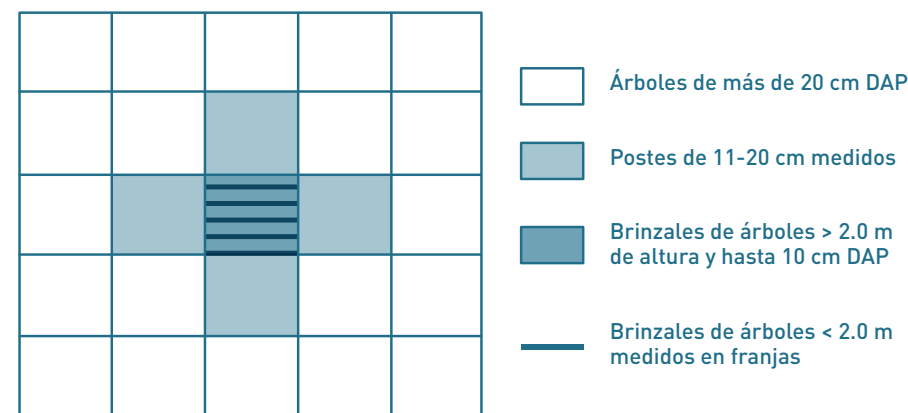 Árboles de más de 20 cm DAP
Postes de 11-20 cm medidos
Brinzales de árboles > 2.0 m
de altura y hasta 10 cm DAP
Brinzales de árboles < 2.0 m
medidos en franjas